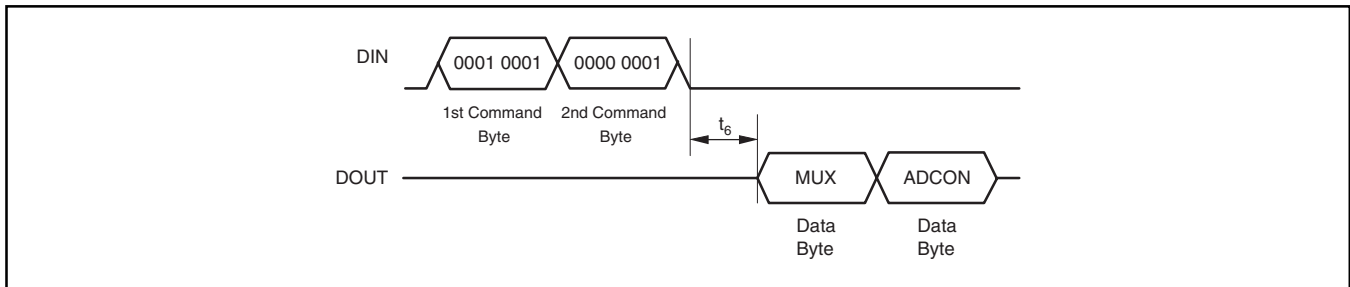 DIN
0001 0001
0000 0001
1st Command
Byte
2nd Command
Byte
t6
DOUT
MUX
ADCON
Data
Byte
Data
Byte